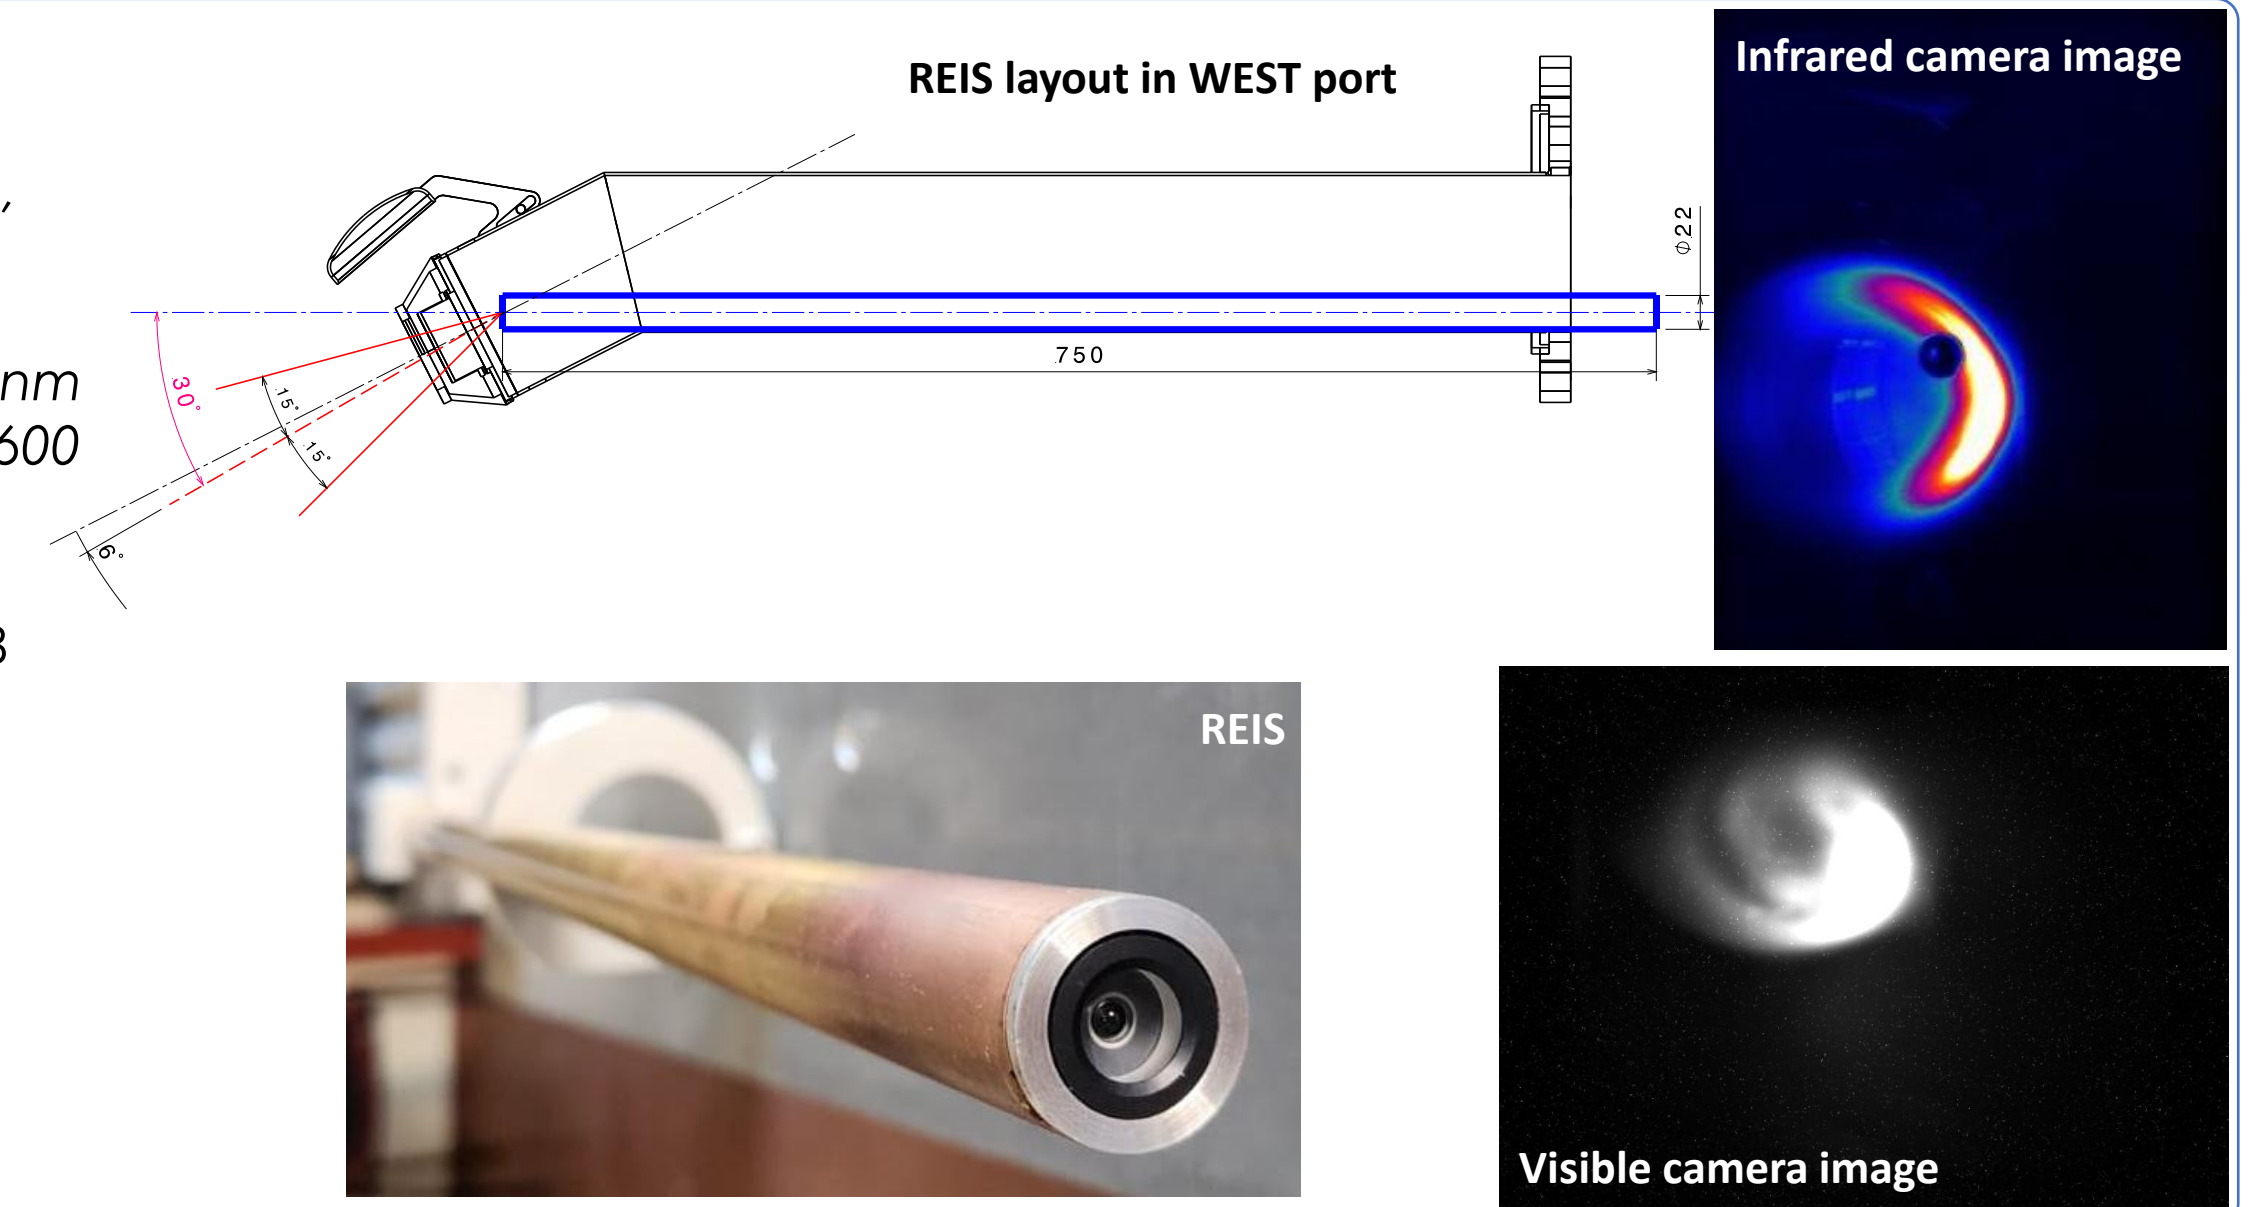 REIS layout in WEST port
Infrared camera image
,
Φ22
750
30°
15°
15°
nm
600
6°
3
REIS
Visible camera image